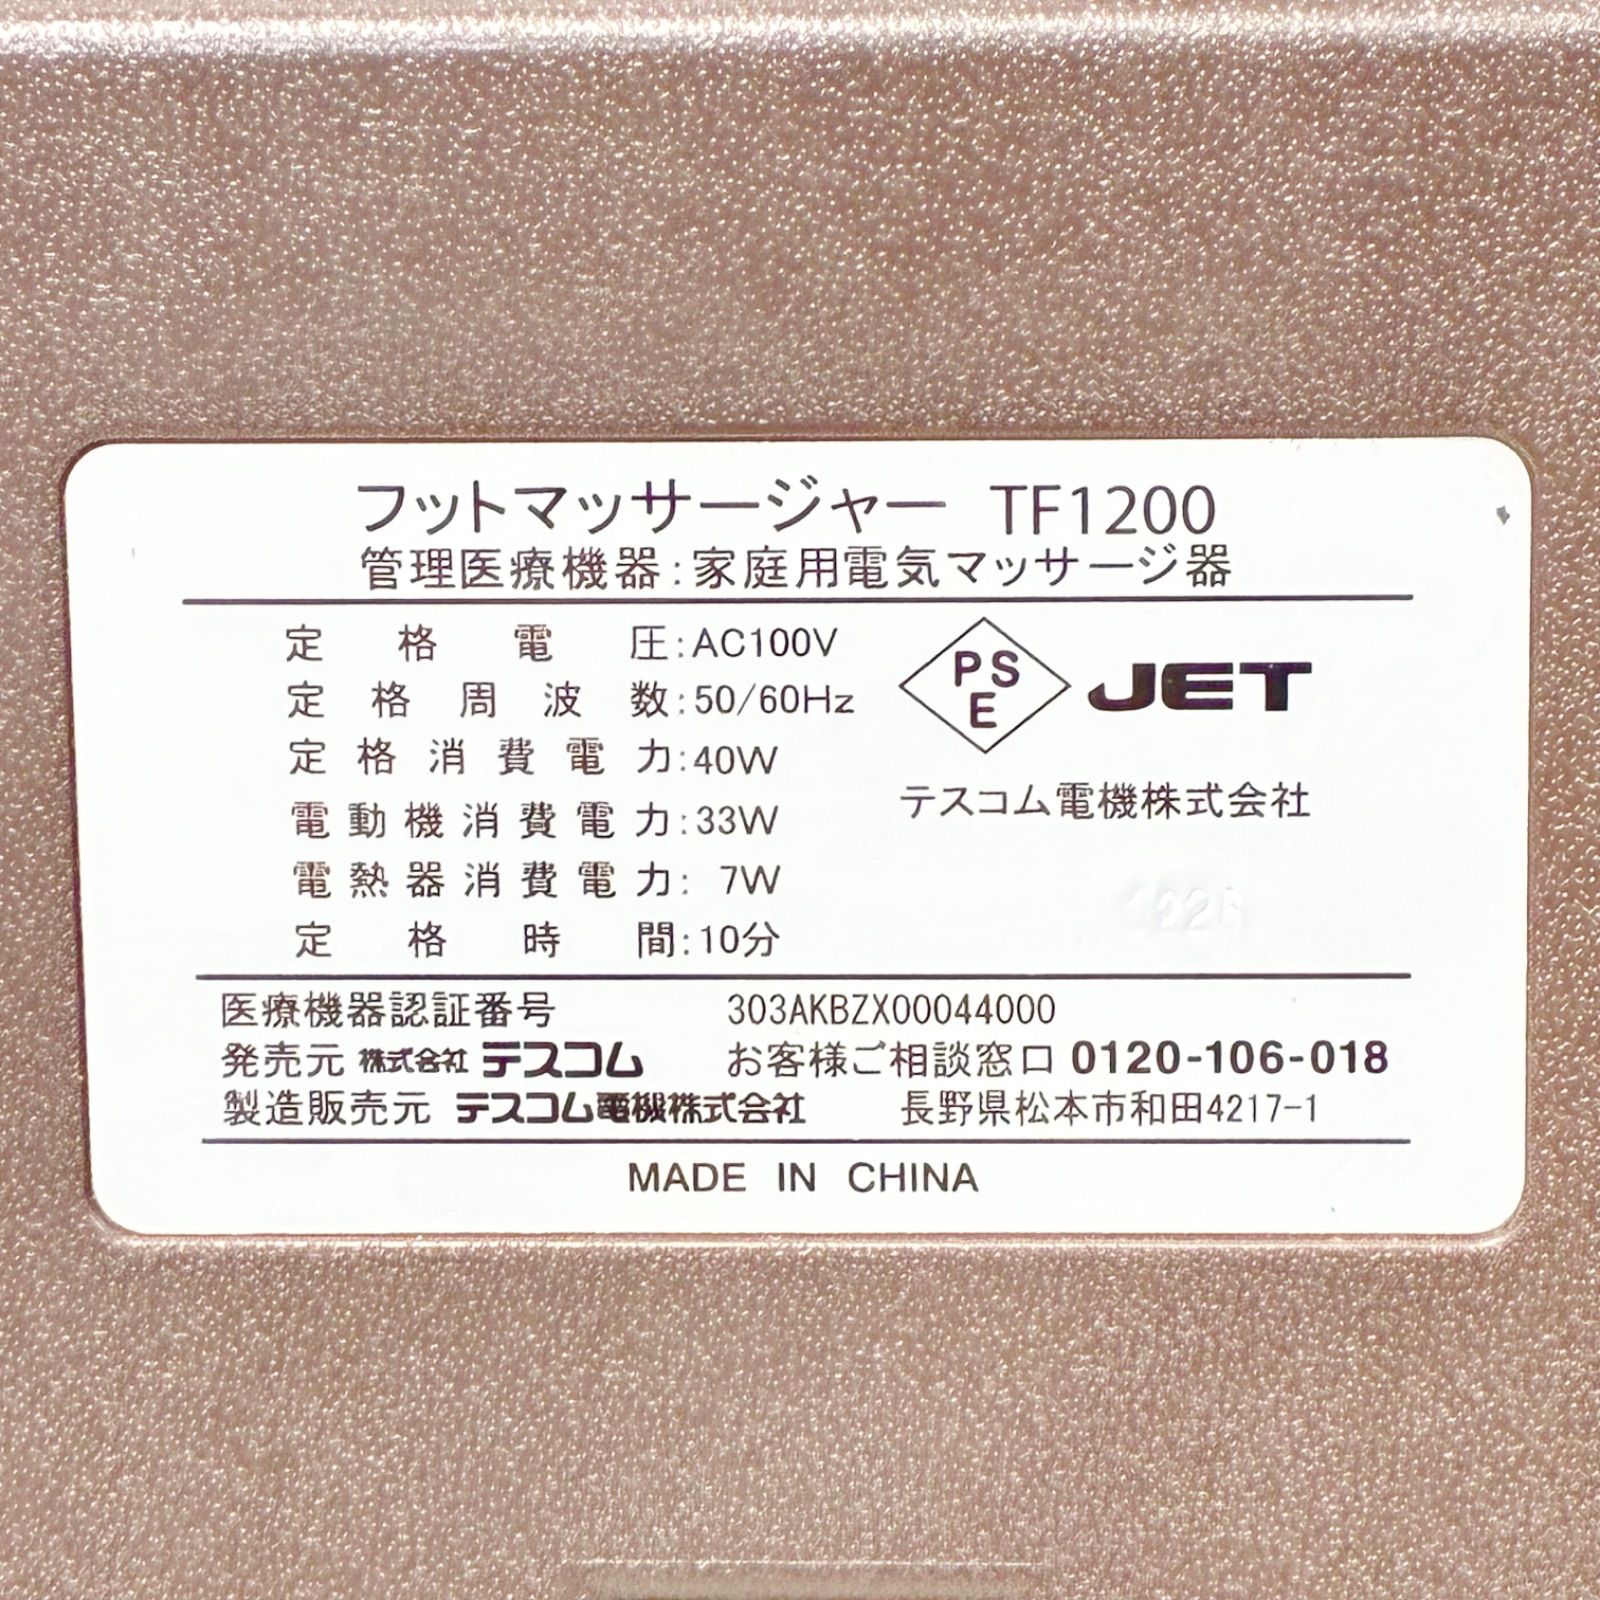 フットマッサージャー TF1200
管理医療機器:家庭用電気マッサージ器
定格電圧:AC100V
定格周波数:50/60Hz
定格消費電力:40W
電動機消費電力:33W
電熱器消費電力: 7W
定格時間:10分
PSE JET
テスコム電機株式会社
医療機器認証番号 303AKBZX00044000
発売元 株式会社テスコム お客様ご相談窓口 0120-106-018
製造販売元 テスコム電機株式会社 長野県松本市和田4217-1
MADE IN CHINA